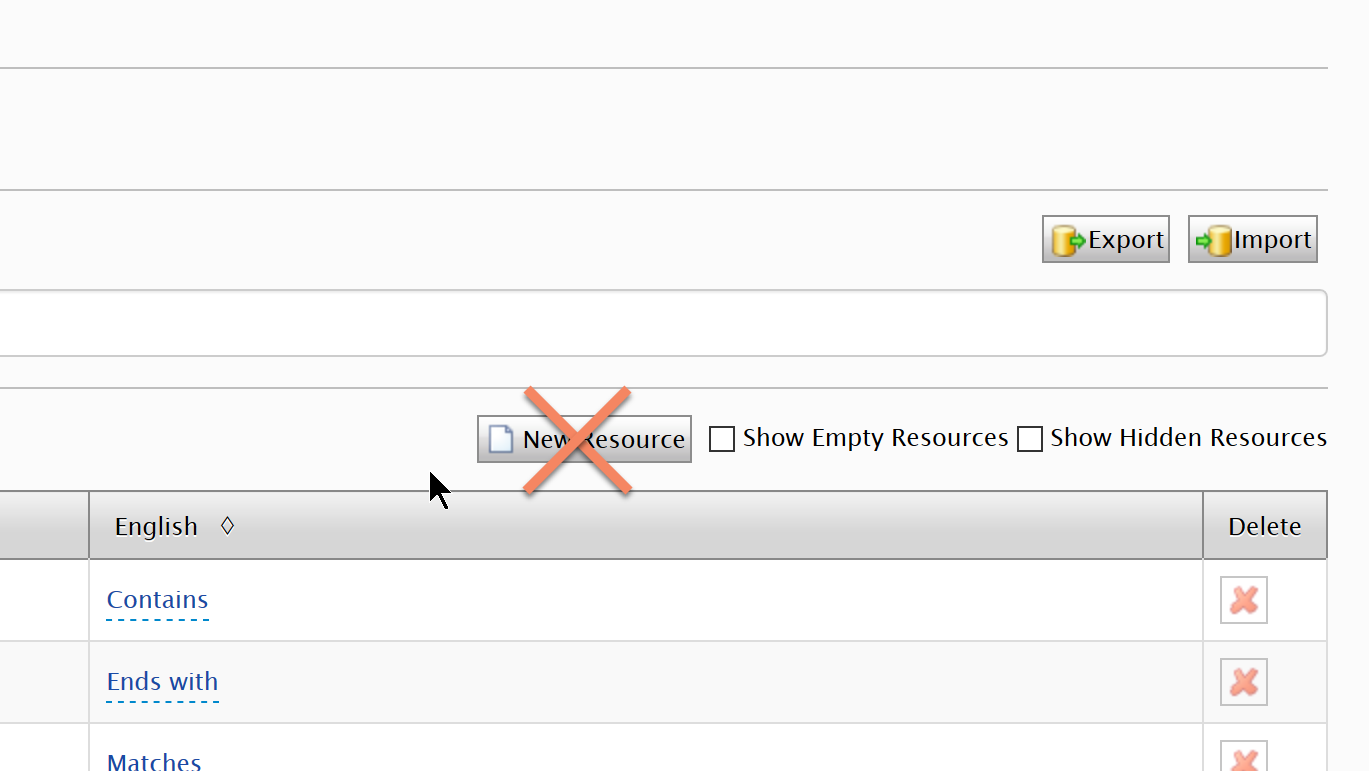 Export Import
New Resource Show Empty Resources Show Hidden Resources
English Delete
Contains
Ends with
Matches